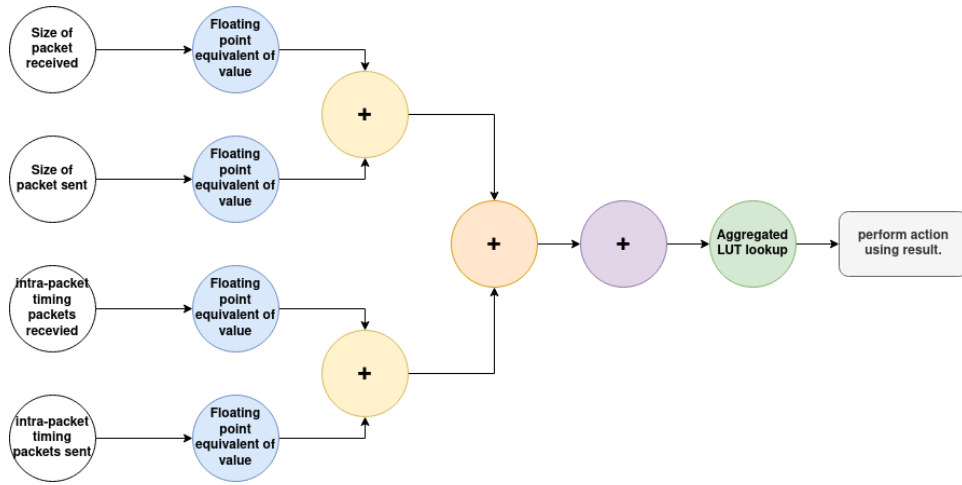 Size of
packet
received
Floating
point
equivalent of
value
+
Size of
packet sent
Floating
point
equivalent of
value
+
+
Aggregated
LUT lookup
perform action
using result.
intra-packet
timing
packets
recevied
Floating
point
equivalent of
value
+
intra-packet
timing
packets sent
Floating
point
equivalent of
value